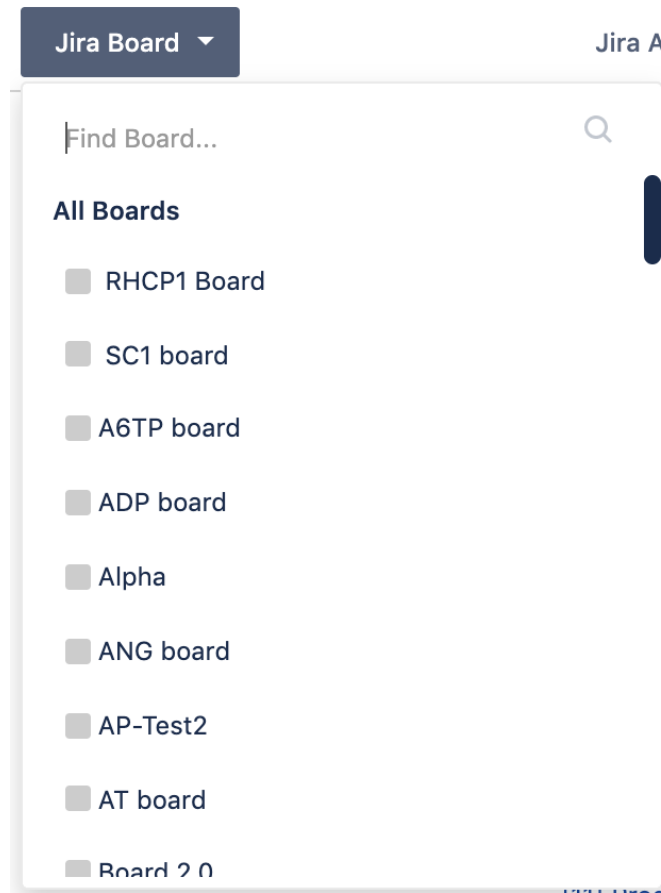 Jira Board
Jira A
Find Board...
All Boards
RHCP1 Board
SC1 board
A6TP board
ADP board
Alpha
ANG board
AP-Test2
AT board
Board 2.0